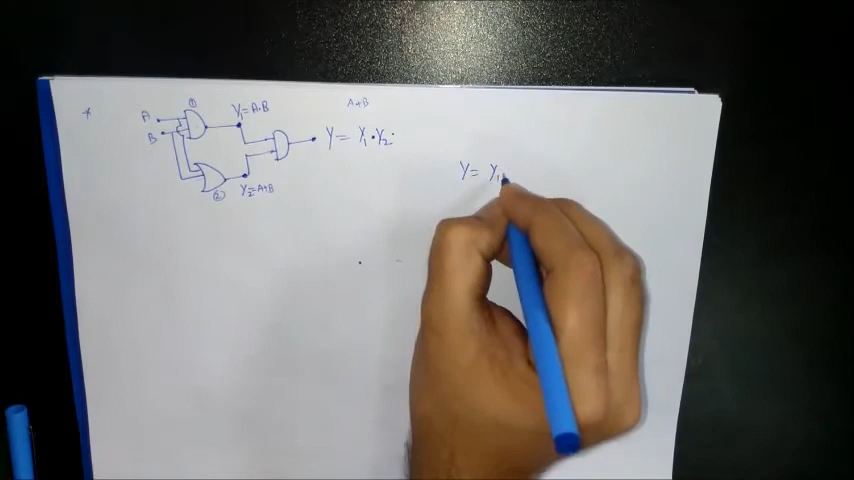 *
①
A
B
Y₁=A·B
A+B
Y= Y₁·Y₂·
②
Y₂=A+B
Y= Y₁